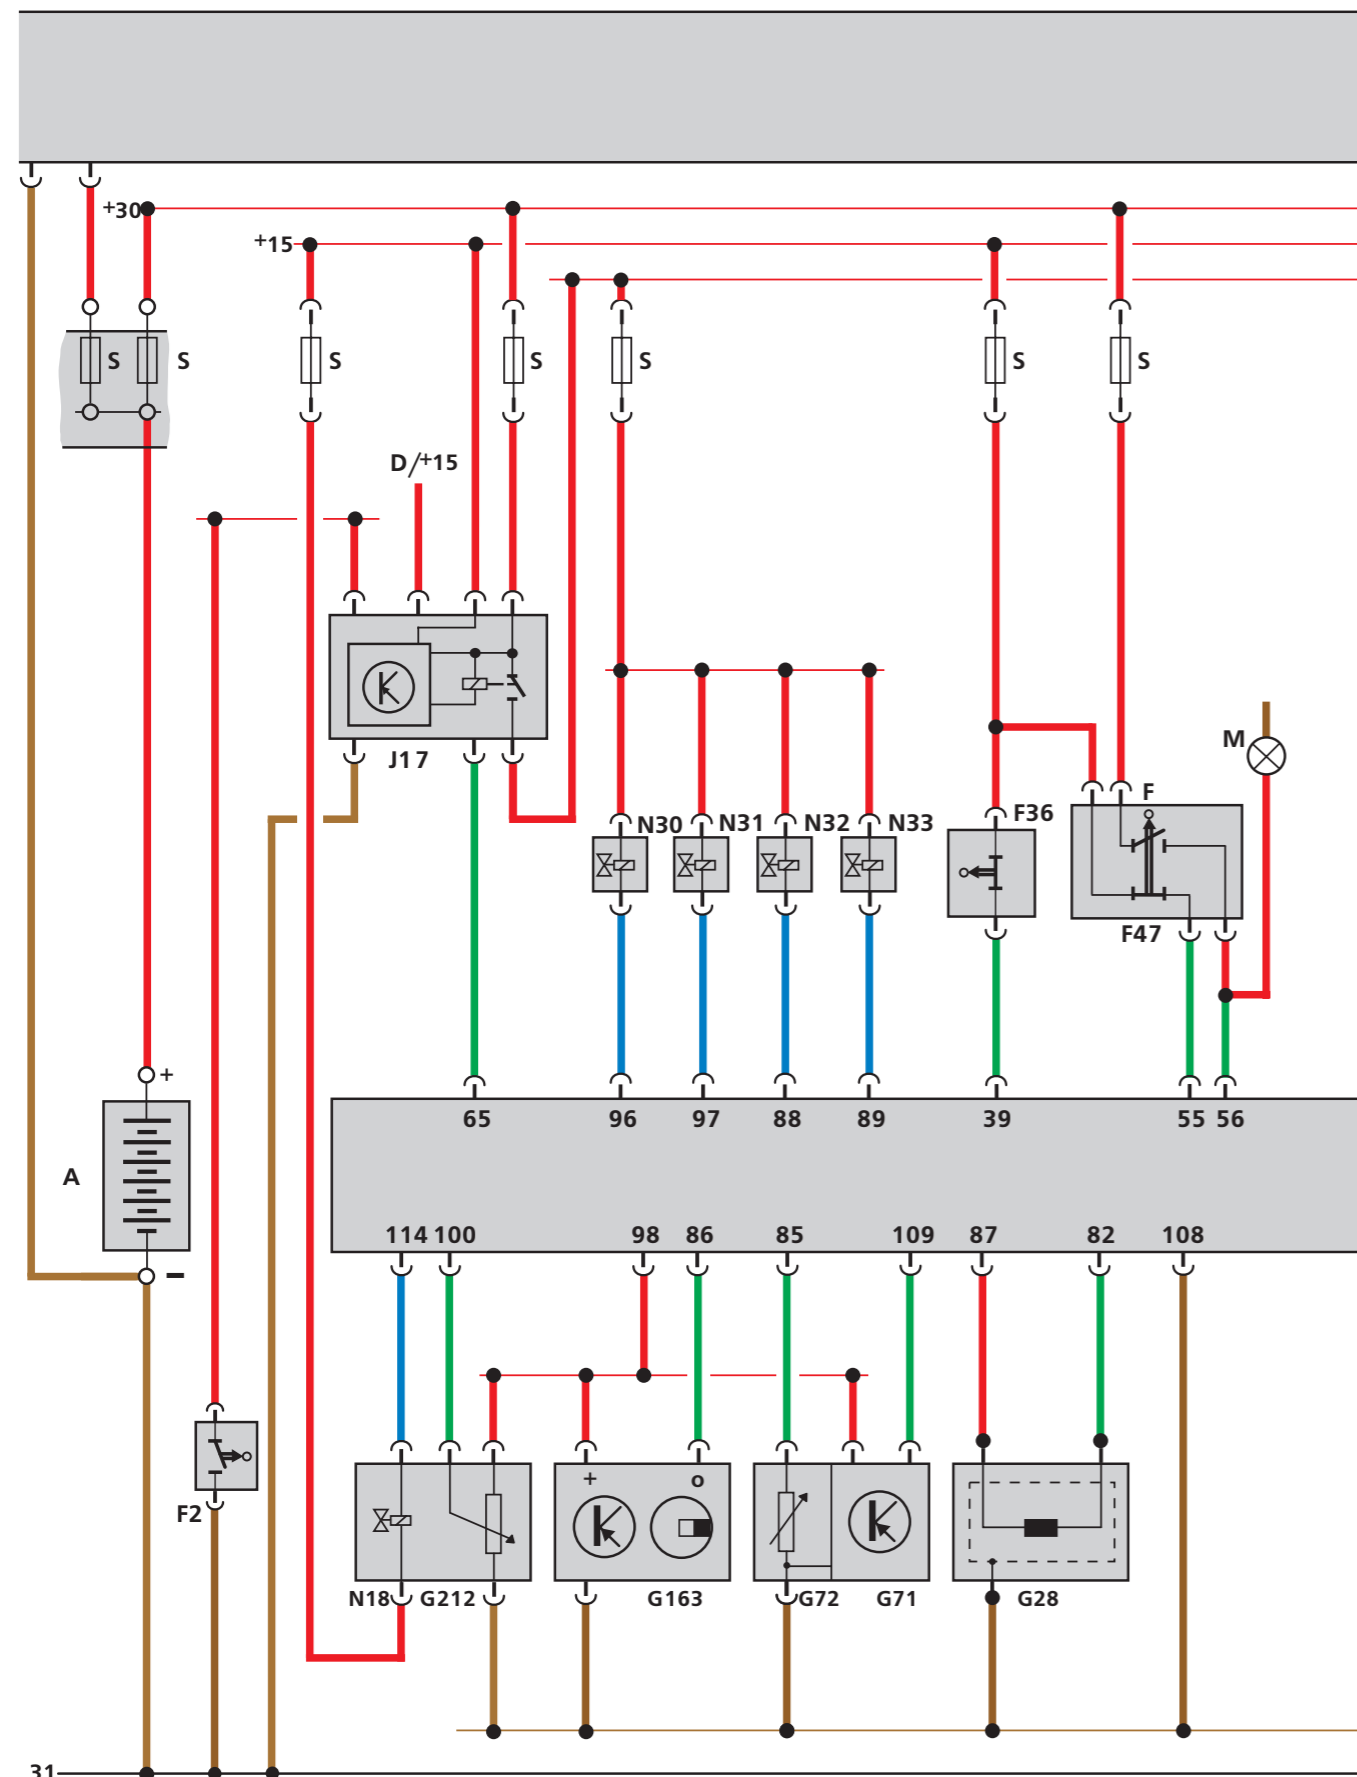 +30
+15
S S S S S S S
D/+15
J17
M
F
N30 N31 N32 N33 F36
F47
+
65 96 97 88 89 39 55 56
A
114 100 98 86 85 109 87 82 108
–
+ o
F2
N18 G212 G163 G72 G71 G28
31